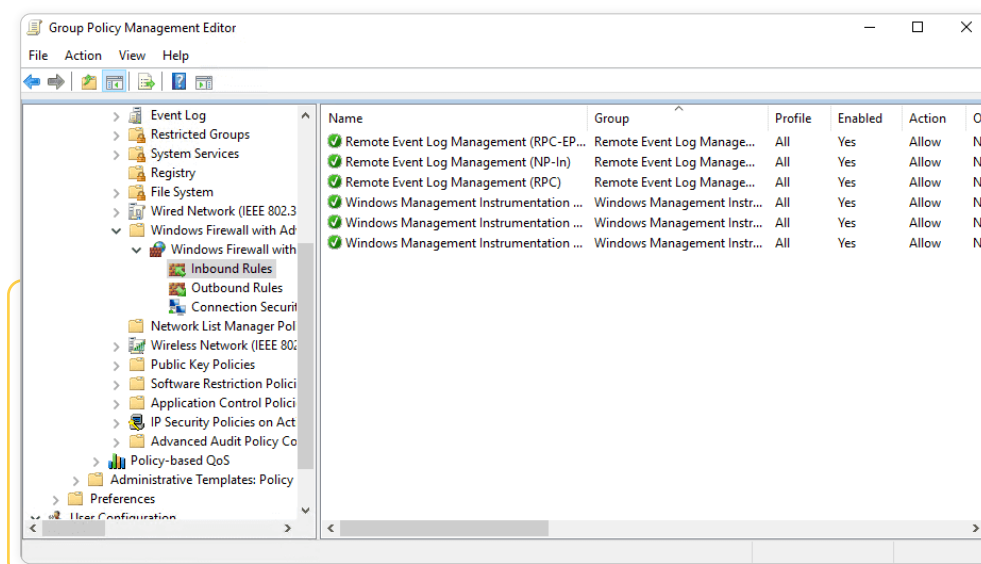 Group Policy Management Editor
File Action View Help
Event Log
Restricted Groups
System Services
Registry
File System
Wired Network (IEEE 802.3
Windows Firewall with Ad
Windows Firewall with
Inbound Rules
Outbound Rules
Connection Securit
Network List Manager Pol
Wireless Network (IEEE 802
Public Key Policies
Software Restriction Polici
Application Control Polici
IP Security Policies on Act
Advanced Audit Policy Co
Policy-based QoS
Administrative Templates: Policy
Preferences
User Configuration
Name Group Profile Enabled Action O
Remote Event Log Management (RPC-EP... Remote Event Log Manage... All Yes Allow N
Remote Event Log Management (NP-In) Remote Event Log Manage... All Yes Allow N
Remote Event Log Management (RPC) Remote Event Log Manage... All Yes Allow N
Windows Management Instrumentation ... Windows Management Instr... All Yes Allow N
Windows Management Instrumentation ... Windows Management Instr... All Yes Allow N
Windows Management Instrumentation ... Windows Management Instr... All Yes Allow N